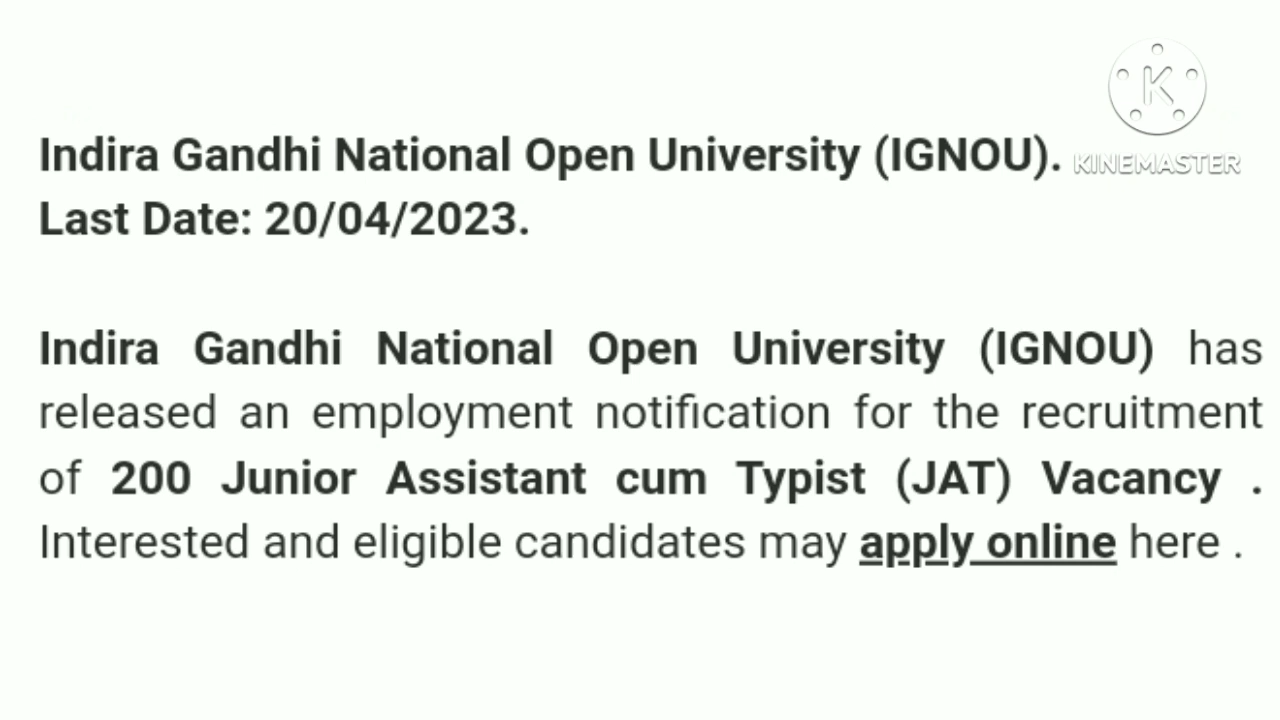 K
KINEMASTER
Indira Gandhi National Open University (IGNOU).
Last Date: 20/04/2023.
Indira Gandhi National Open University (IGNOU) has
released an employment notification for the recruitment
of 200 Junior Assistant cum Typist (JAT) Vacancy .
Interested and eligible candidates may apply online here .